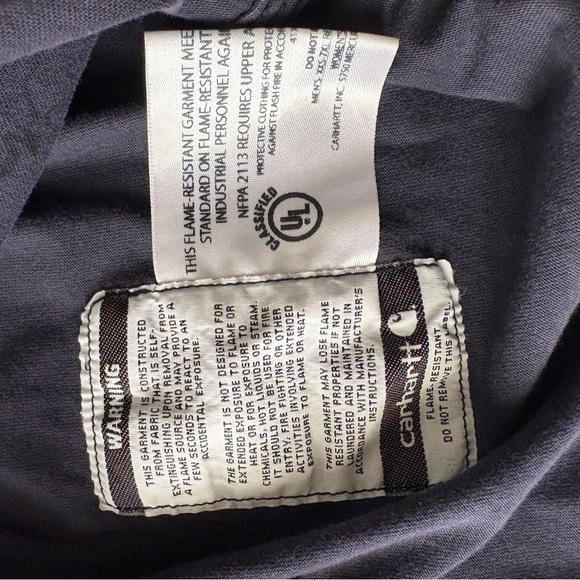 THIS FLAME-RESISTANT GARMENT MEE
STANDARD ON FLAME-RESISTANT
INDUSTRIAL PERSONNEL AGAI
NFPA 2113 REQUIRES UPPER A
PROTECTIVE CLOTHING FOR PROTE
AGAINST FLASH FIRE IN ACCOR
DO NOT
MEN'S
WOMEN'S
CARHARTT, INC. 5750 MERCUR
CLASSIFIED
UL
WARNING
THIS GARMENT IS CONSTRUCTED
FROM FABRIC THAT IS SELF-
EXTINGUISHING UPON REMOVAL FROM
A FLAME SOURCE AND MAY PROVIDE A
FEW SECONDS TO REACT TO AN
ACCIDENTAL EXPOSURE.
THE GARMENT IS NOT DESIGNED FOR
EXTENDED EXPOSURE TO FLAME OR
HEAT, OR FOR EXPOSURE TO
CHEMICALS, HOT LIQUIDS OR STEAM.
IT SHOULD NOT BE USED FOR FIRE
ENTRY, FIRE FIGHTING OR OTHER
ACTIVITIES INVOLVING EXTENDED
EXPOSURE TO FLAME OR HEAT.
THIS GARMENT MAY LOSE FLAME
RESISTANT PROPERTIES IF NOT
LAUNDERED AND MAINTAINED IN
ACCORDANCE WITH MANUFACTURER'S
INSTRUCTIONS.
carhartt
FLAME-RESISTANT.
DO NOT REMOVE THIS LABEL